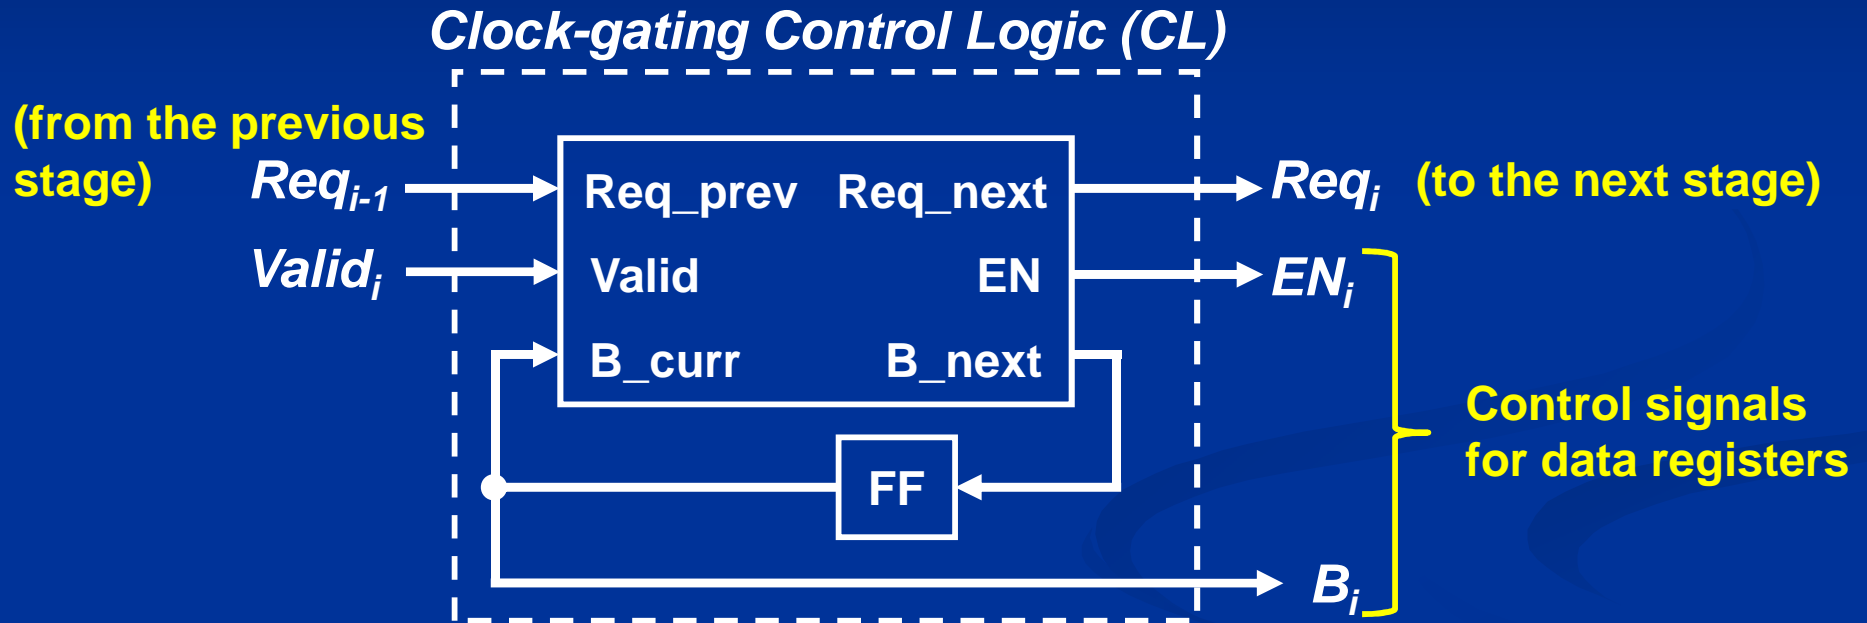 Clock-gating Control Logic (CL)
(from the previous
stage)
Req_{i-1}
Req_prev
Req_next
Req_i
(to the next stage)
Valid_i
Valid
EN
EN_i
B_curr
B_next
Control signals
for data registers
FF
B_i